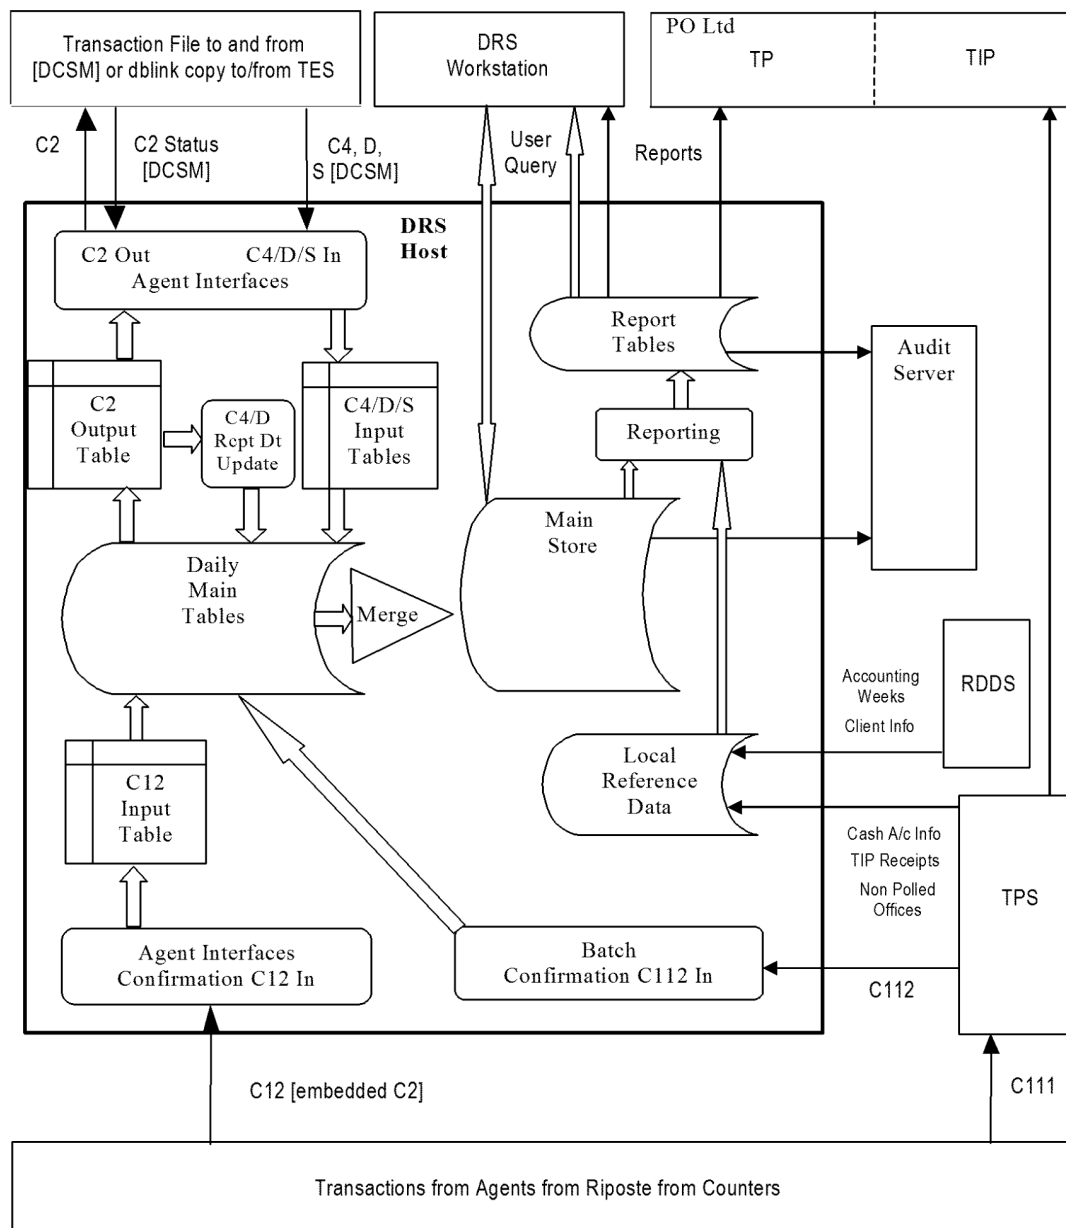 Transaction File to and from
[DCSM] or dblink copy to/from TES
DRS
Workstation
PO Ltd
TP
TIP
C2
C2 Status
[DCSM]
C4, D,
S [DCSM]
User
Query
Reports
DRS
Host
C2 Out
C4/D/S In
Agent Interfaces
Report
Tables
Audit
Server
C2
Output
Table
C4/D
Rcpt Dt
Update
C4/D/S
Input
Tables
Reporting
Main
Store
Daily
Main
Tables
Merge
RDDS
Accounting
Weeks
Client Info
C12
Input
Table
Local
Reference
Data
Cash A/c Info
TIP Receipts
Non Polled
Offices
TPS
Agent Interfaces
Confirmation C12 In
Batch
Confirmation C112 In
C112
C12 [embedded C2]
C111
Transactions from Agents from Riposte from Counters